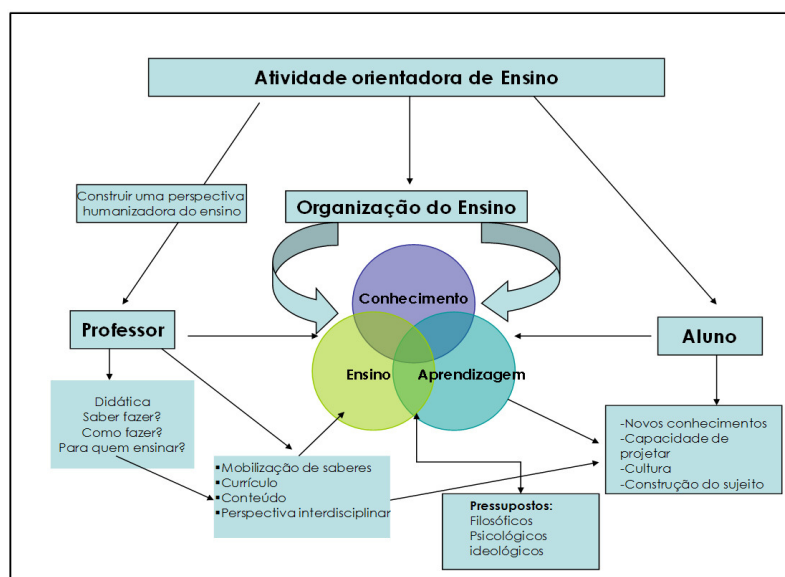 Atividade orientadora de Ensino
Construir uma perspectiva
humanizadora do ensino
Organização do Ensino
Conhecimento
Professor
Aluno
Ensino
Aprendizagem
Didática
Saber fazer?
Como fazer?
Para quem ensinar?
▪Mobilização de saberes
▪Currículo
▪Conteúdo
▪Perspectiva interdisciplinar
-Novos conhecimentos
-Capacidade de
projetar
-Cultura
-Construção do sujeito
Pressupostos:
Filosóficos
Psicológicos
ideológicos